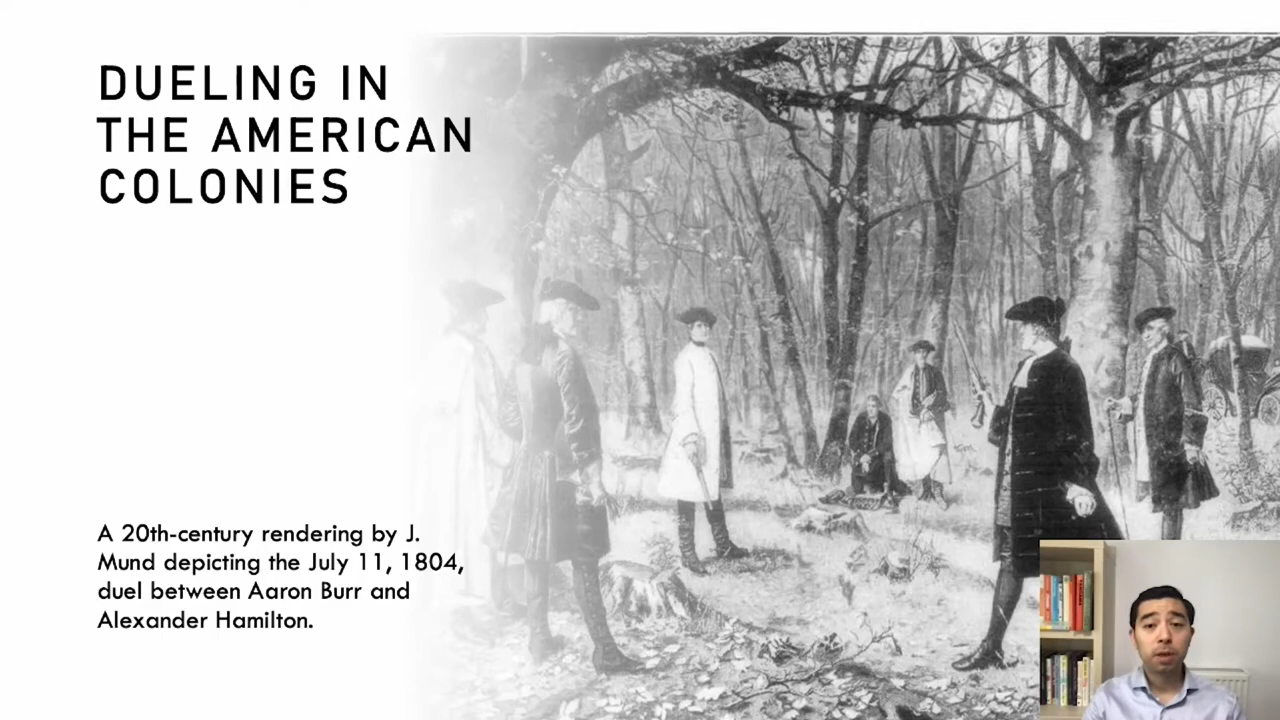 DUELING IN
THE AMERICAN
COLONIES
A 20th-century rendering by J.
Mund depicting the July 11, 1804,
duel between Aaron Burr and
Alexander Hamilton.